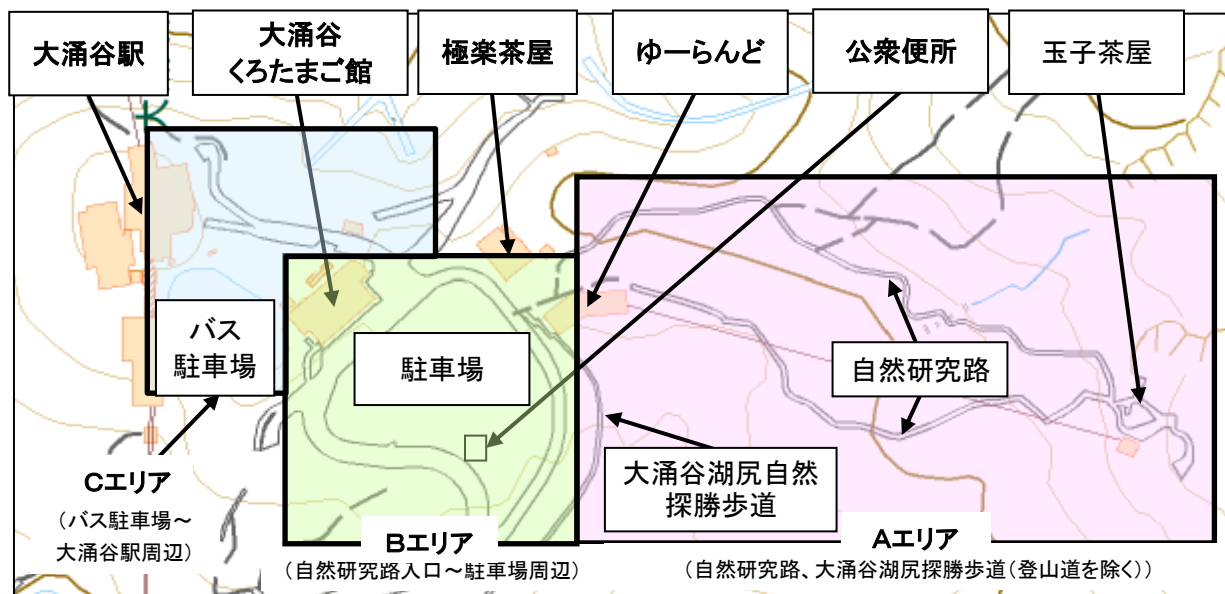 大涌谷駅
大涌谷
くろたまご館
極楽茶屋
ゆーらんど
公衆便所
玉子茶屋
バス
駐車場
駐車場
自然研究路
大涌谷湖尻自然
探勝歩道
Cエリア
(バス駐車場～
大涌谷駅周辺)
Bエリア
(自然研究路入口～駐車場周辺)
Aエリア
(自然研究路、大涌谷湖尻探勝歩道(登山道を除く))